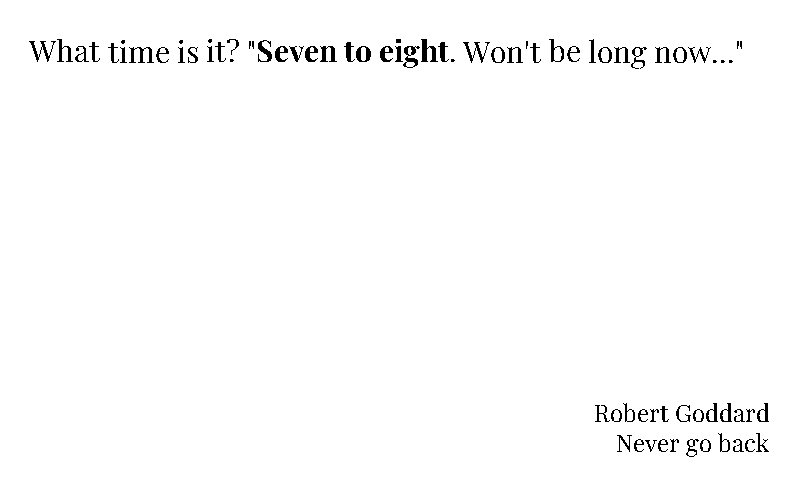 What time is it? "Seven to eight. Won't be long now…"
Robert Goddard
Never go back